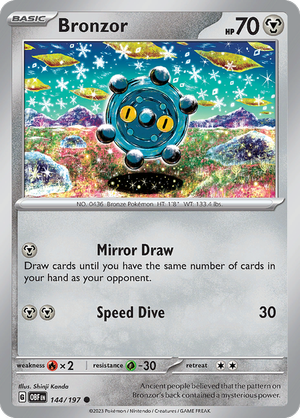 BASIC
Bronzor
HP 70
NO. 0436 Bronze Pokémon HT: 1'8" WT: 133.4 lbs.
Mirror Draw
Draw cards until you have the same number of cards in
your hand as your opponent.
Speed Dive 30
weakness ×2 resistance -30 retreat
Illus. Shinji Kanda
G OBF EN 144/197
Ancient people believed that the pattern on
Bronzor's back contained a mysterious power.
©2023 Pokémon / Nintendo / Creatures / GAME FREAK